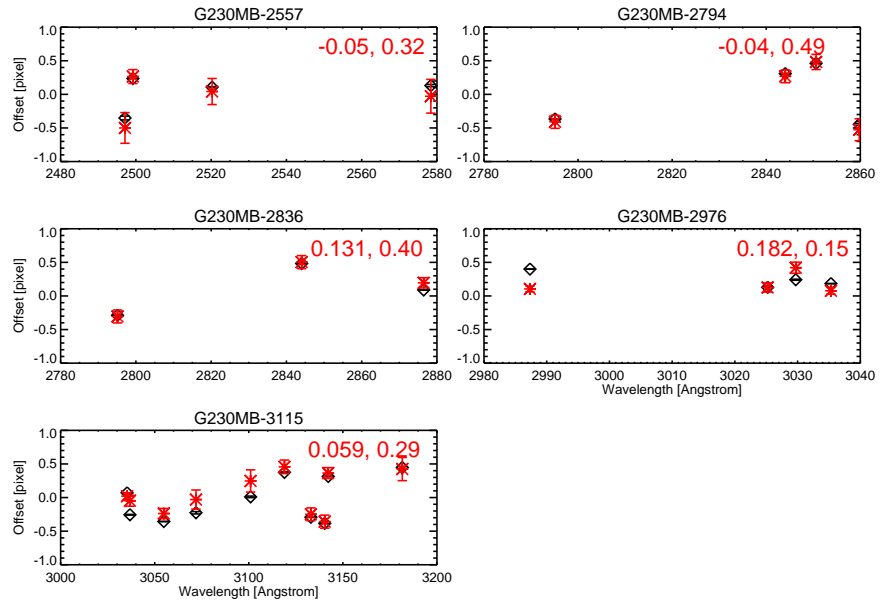 G230MB-2557
-0.05, 0.32
Offset [pixel]
1.0
0.5
0.0
-0.5
-1.0
2480 2500 2520 2540 2560 2580
G230MB-2794
-0.04, 0.49
1.0
0.5
0.0
-0.5
-1.0
2780 2800 2820 2840 2860
G230MB-2836
0.131, 0.40
Offset [pixel]
1.0
0.5
0.0
-0.5
-1.0
2780 2800 2820 2840 2860 2880
G230MB-2976
0.182, 0.15
1.0
0.5
0.0
-0.5
-1.0
2980 2990 3000 3010 3020 3030 3040
Wavelength [Angstrom]
G230MB-3115
0.059, 0.29
Offset [pixel]
1.0
0.5
0.0
-0.5
-1.0
3000 3050 3100 3150 3200
Wavelength [Angstrom]